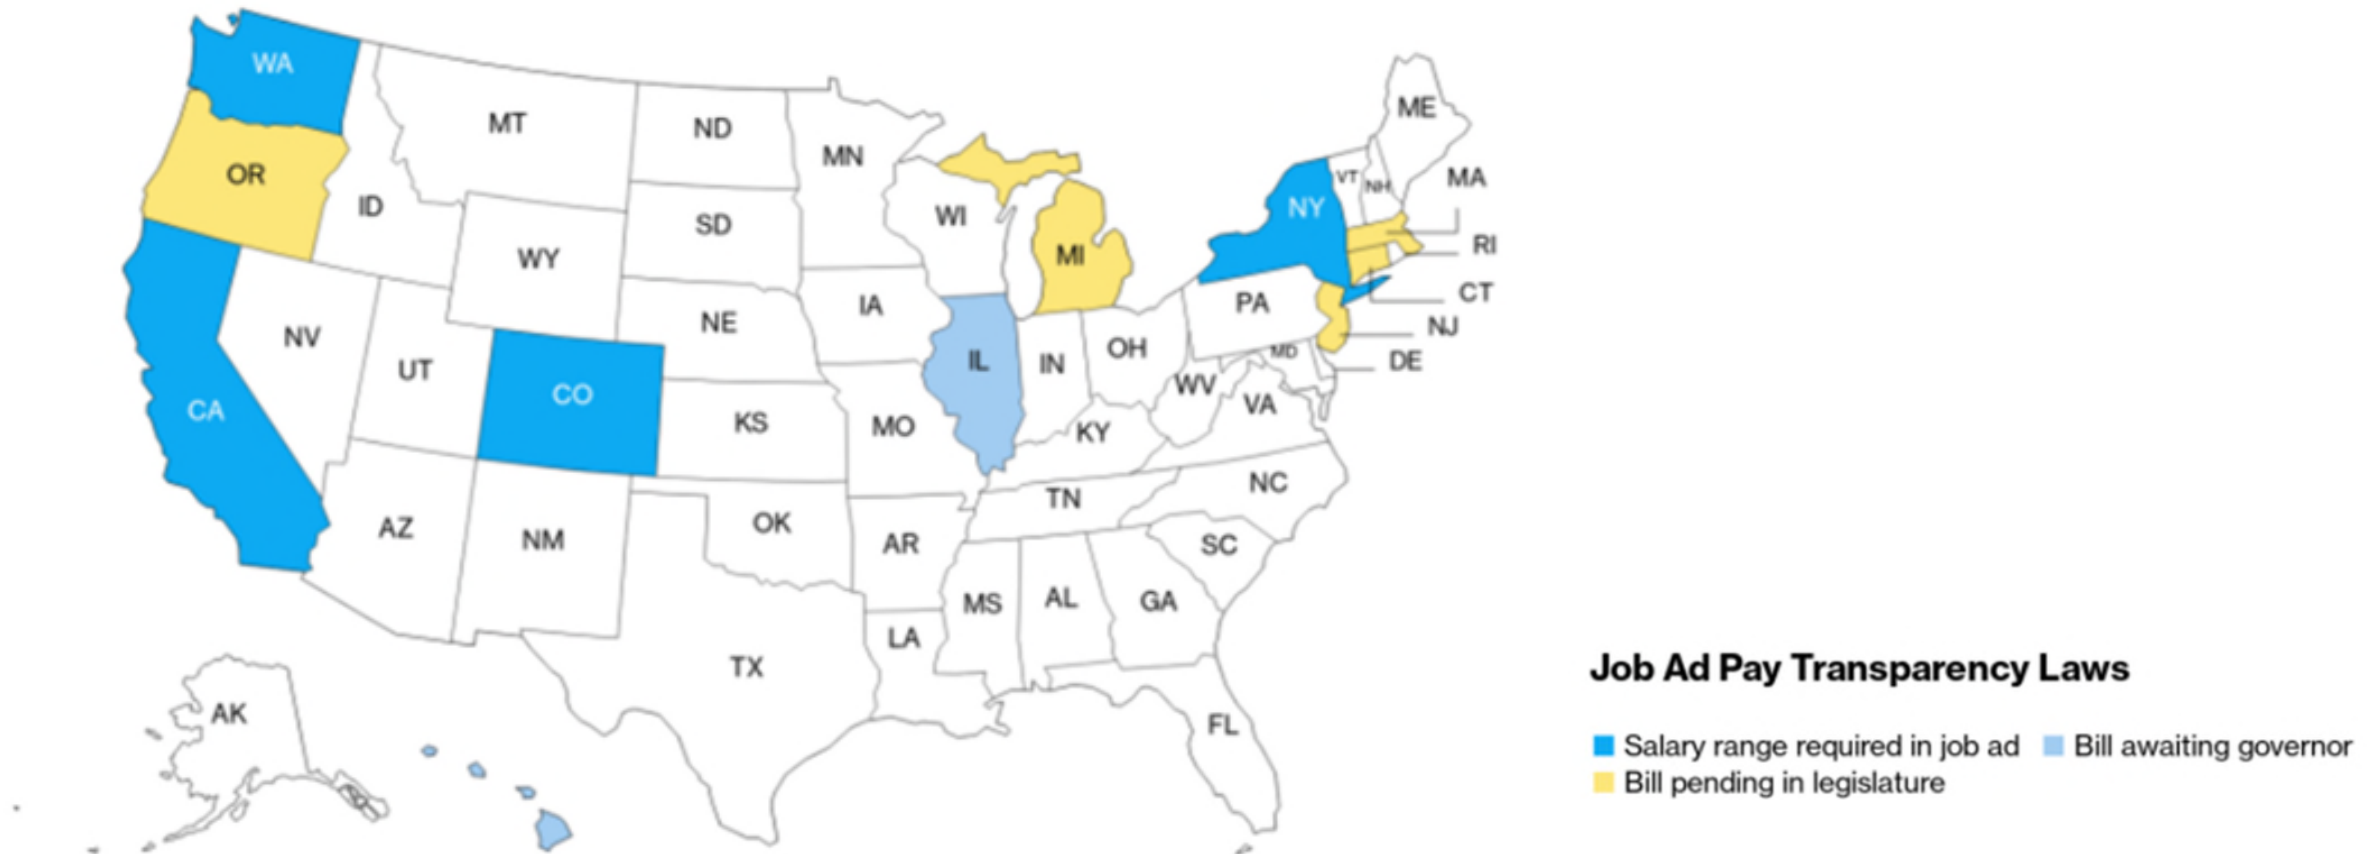 WA
ME
MT
ND
MN
OR
VT
NH
MA
ID
NY
WI
SD
RI
MI
WY
CT
PA
IA
NE
NJ
NV
OH
MD
DE
IL
IN
UT
WV
CO
VA
CA
KS
MO
KY
NC
TN
OK
AZ
NM
AR
SC
MS
AL
GA
LA
TX
Job Ad Pay Transparency Laws
AK
FL
Salary range required in job ad
Bill awaiting governor
Bill pending in legislature